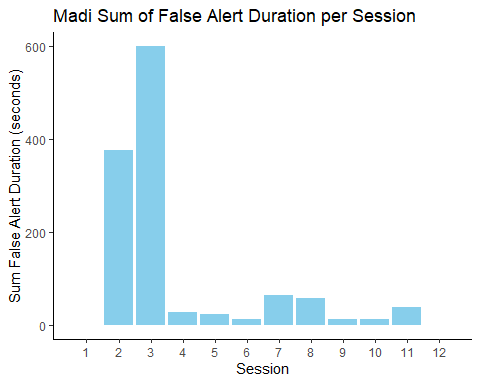 Madi Sum of False Alert Duration per Session
Sum False Alert Duration (seconds)
600
400
200
0
1 2 3 4 5 6 7 8 9 10 11 12
Session